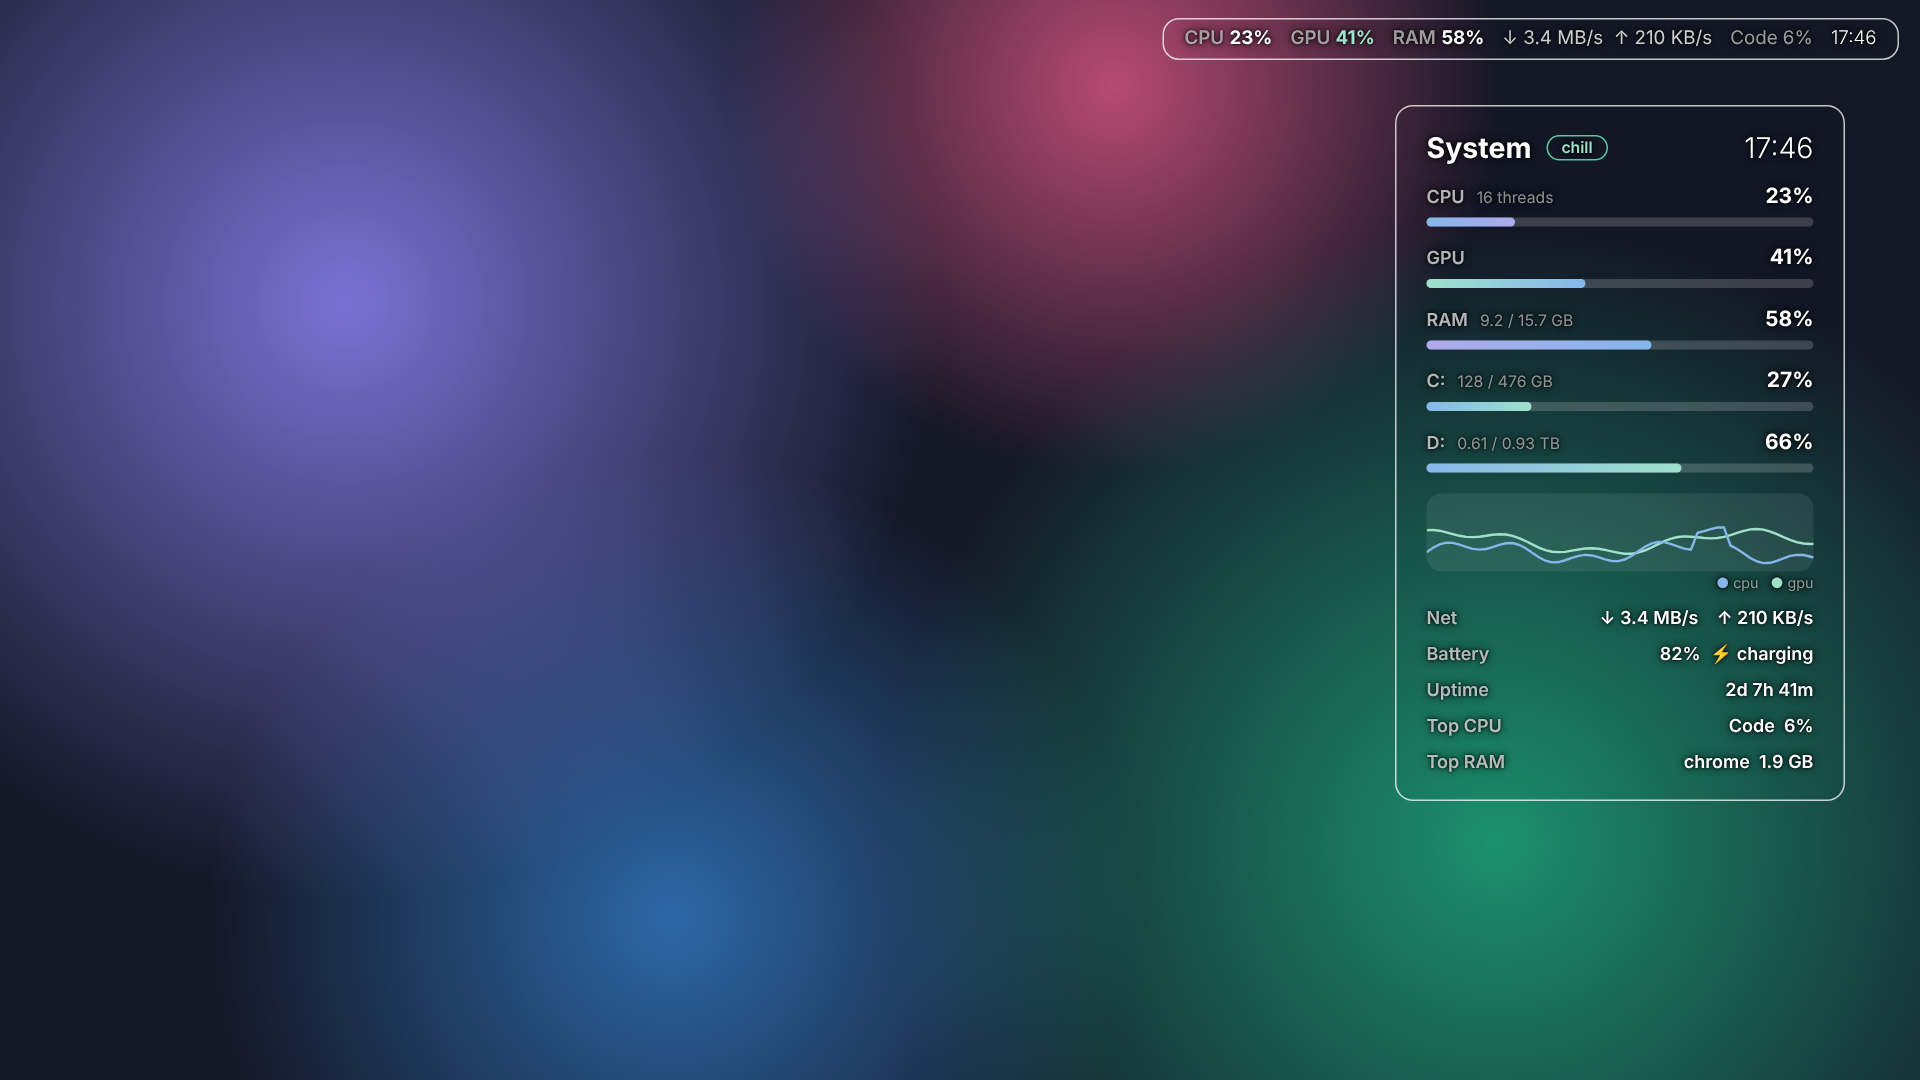 CPU 23% GPU 41% RAM 58% ↓ 3.4 MB/s ↑ 210 KB/s Code 6% 17:46
System chill 17:46
CPU 16 threads 23%
GPU 41%
RAM 9.2 / 15.7 GB 58%
C: 128 / 476 GB 27%
D: 0.61 / 0.93 TB 66%
cpu gpu
Net ↓ 3.4 MB/s ↑ 210 KB/s
Battery 82% ⚡ charging
Uptime 2d 7h 41m
Top CPU Code 6%
Top RAM chrome 1.9 GB